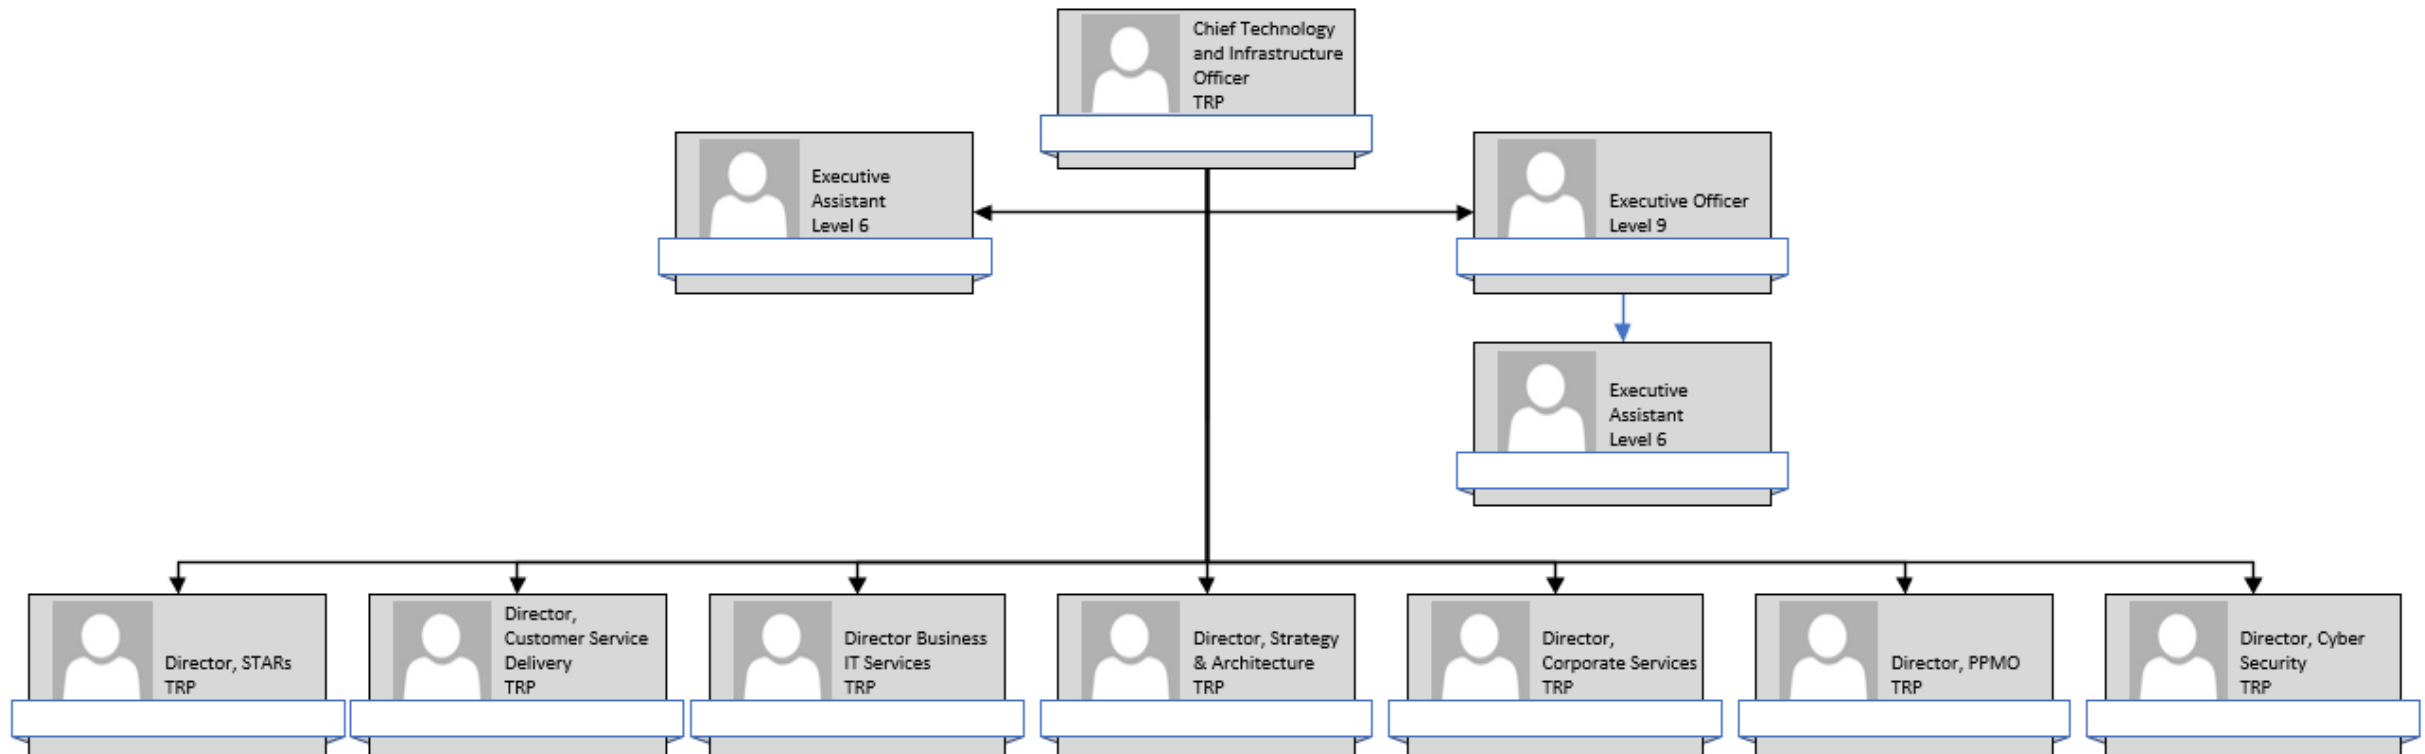 Chief Technology
and Infrastructure
Officer
TRP
Executive
Assistant
Level 6
Executive Officer
Level 9
Executive
Assistant
Level 6
Director, STARs
TRP
Director,
Customer Service
Delivery
TRP
Director Business
IT Services
TRP
Director, Strategy
& Architecture
TRP
Director,
Corporate Services
TRP
Director, PPMO
TRP
Director, Cyber
Security
TRP